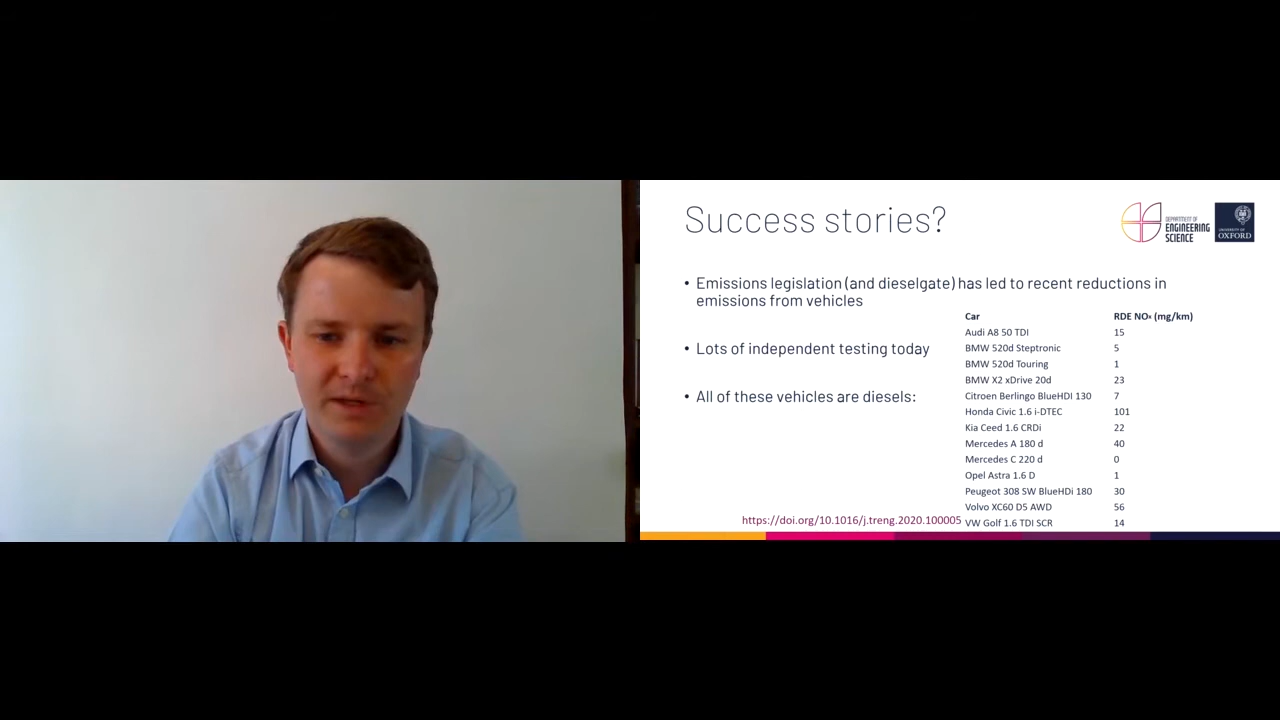 Success stories?
DEPARTMENT OF
ENGINEERING
SCIENCE
UNIVERSITY OF
OXFORD
• Emissions legislation (and dieselgate) has led to recent reductions in
emissions from vehicles
• Lots of independent testing today
• All of these vehicles are diesels:
Car RDE NOx (mg/km)
Audi A8 50 TDI 15
BMW 520d Steptronic 5
BMW 520d Touring 1
BMW X2 xDrive 20d 23
Citroen Berlingo BlueHDI 130 7
Honda Civic 1.6 i-DTEC 101
Kia Ceed 1.6 CRDi 22
Mercedes A 180 d 40
Mercedes C 220 d 0
Opel Astra 1.6 D 1
Peugeot 308 SW BlueHDi 180 30
Volvo XC60 D5 AWD 56
VW Golf 1.6 TDI SCR 14
https://doi.org/10.1016/j.treng.2020.100005